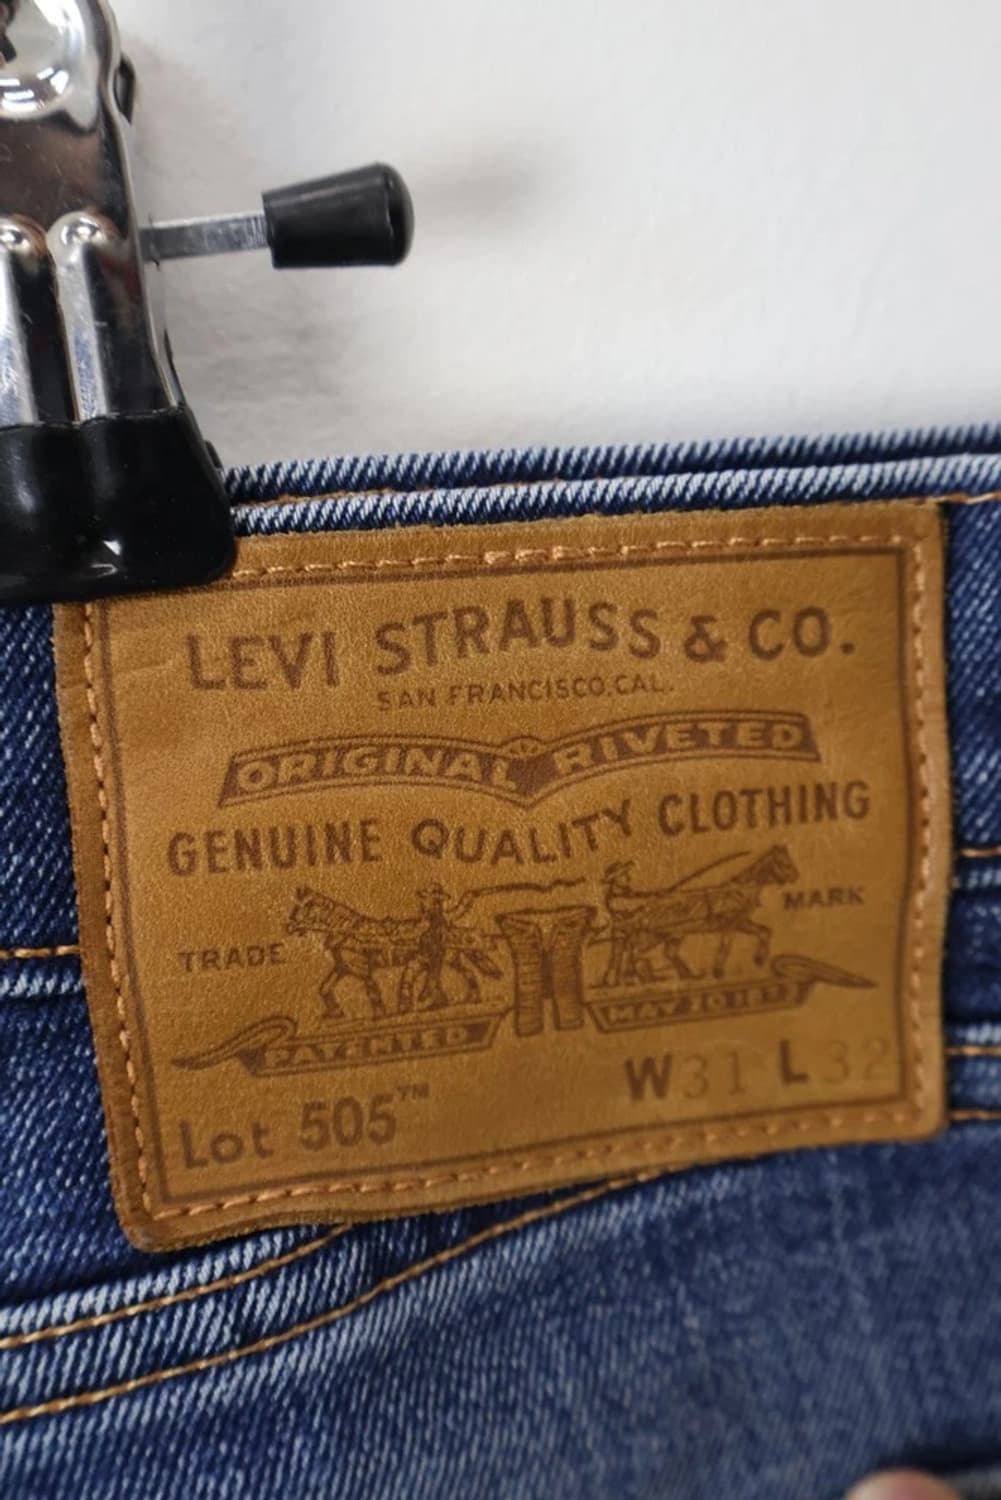 LEVI STRAUSS & CO.
SAN FRANCISCO, CAL.
ORIGINAL RIVETED
GENUINE QUALITY CLOTHING
TRADE MARK
PATENTED MAY 20 1873
Lot 505™ W31 L32